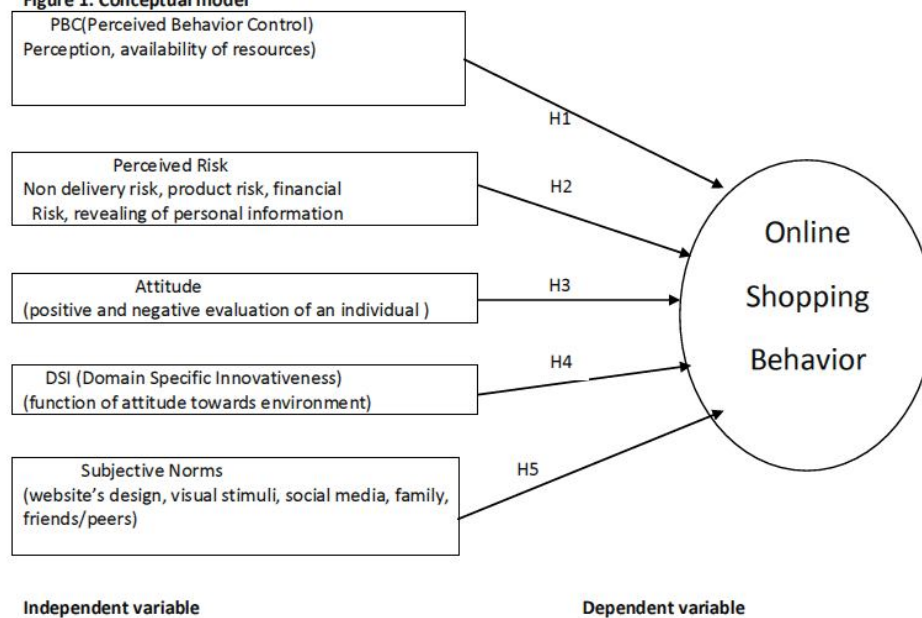 Figure 1. Conceptual model
PBC(Perceived Behavior Control)
Perception, availability of resources)
H1
Perceived Risk
Non delivery risk, product risk, financial
Risk, revealing of personal information
H2
Attitude
(positive and negative evaluation of an individual )
H3
DSI (Domain Specific Innovativeness)
(function of attitude towards environment)
H4
Subjective Norms
(website's design, visual stimuli, social media, family,
friends/peers)
H5
Online
Shopping
Behavior
Independent variable
Dependent variable